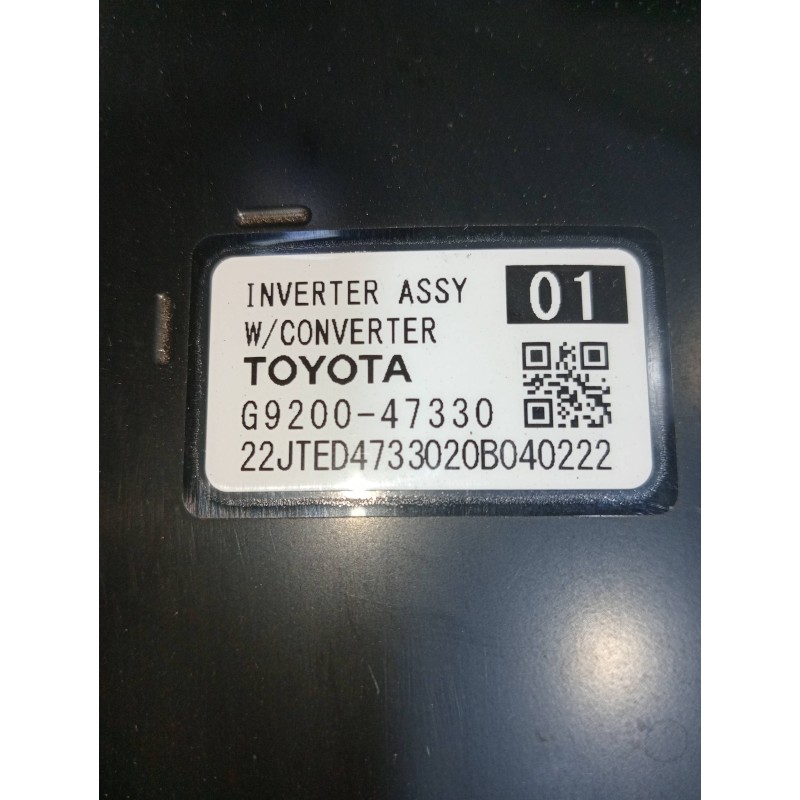 INVERTER ASSY
01
W/CONVERTER
TOYOTA
G9200-47330
22JTED4733020B040222